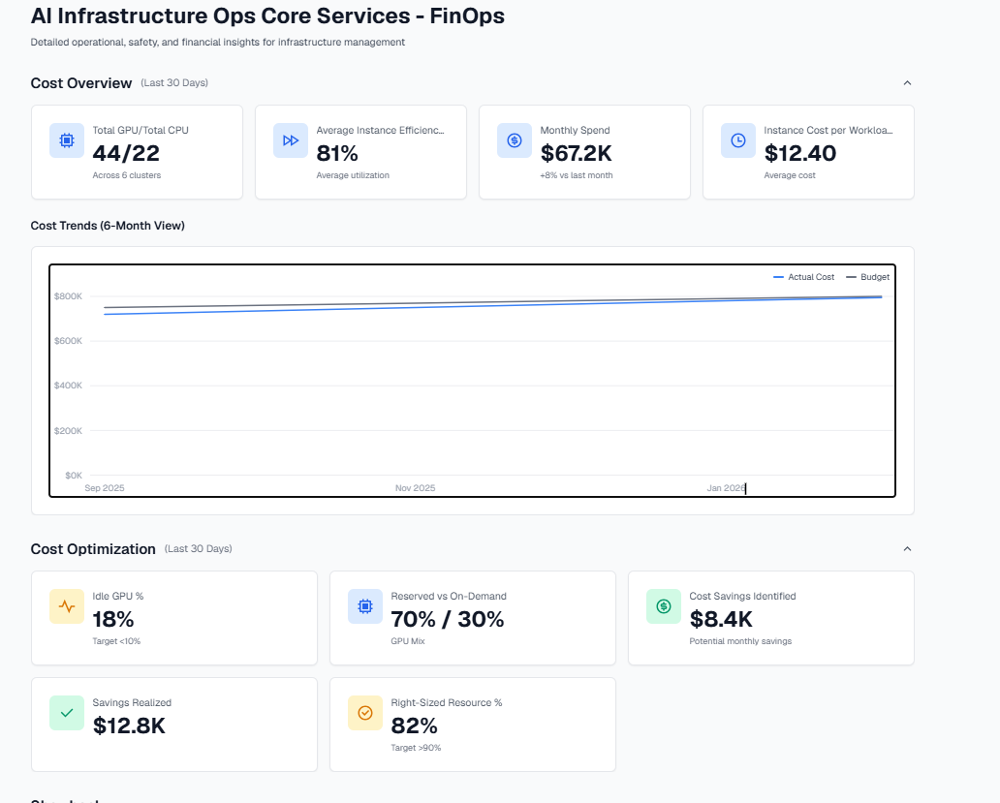 AI Infrastructure Ops Core Services - FinOps
Detailed operational, safety, and financial insights for infrastructure management
Cost Overview (Last 30 Days)
Total GPU/Total CPU
44/22
Across 6 clusters
Average Instance Efficienc...
81%
Average utilization
Monthly Spend
$67.2K
+8% vs last month
Instance Cost per Workloa...
$12.40
Average cost
Cost Trends (6-Month View)
Actual Cost Budget
$800K
$600K
$400K
$200K
$0K
Sep 2025 Nov 2025 Jan 2026
Cost Optimization (Last 30 Days)
Idle GPU %
18%
Target <10%
Reserved vs On-Demand
70% / 30%
GPU Mix
Cost Savings Identified
$8.4K
Potential monthly savings
Savings Realized
$12.8K
Right-Sized Resource %
82%
Target >90%